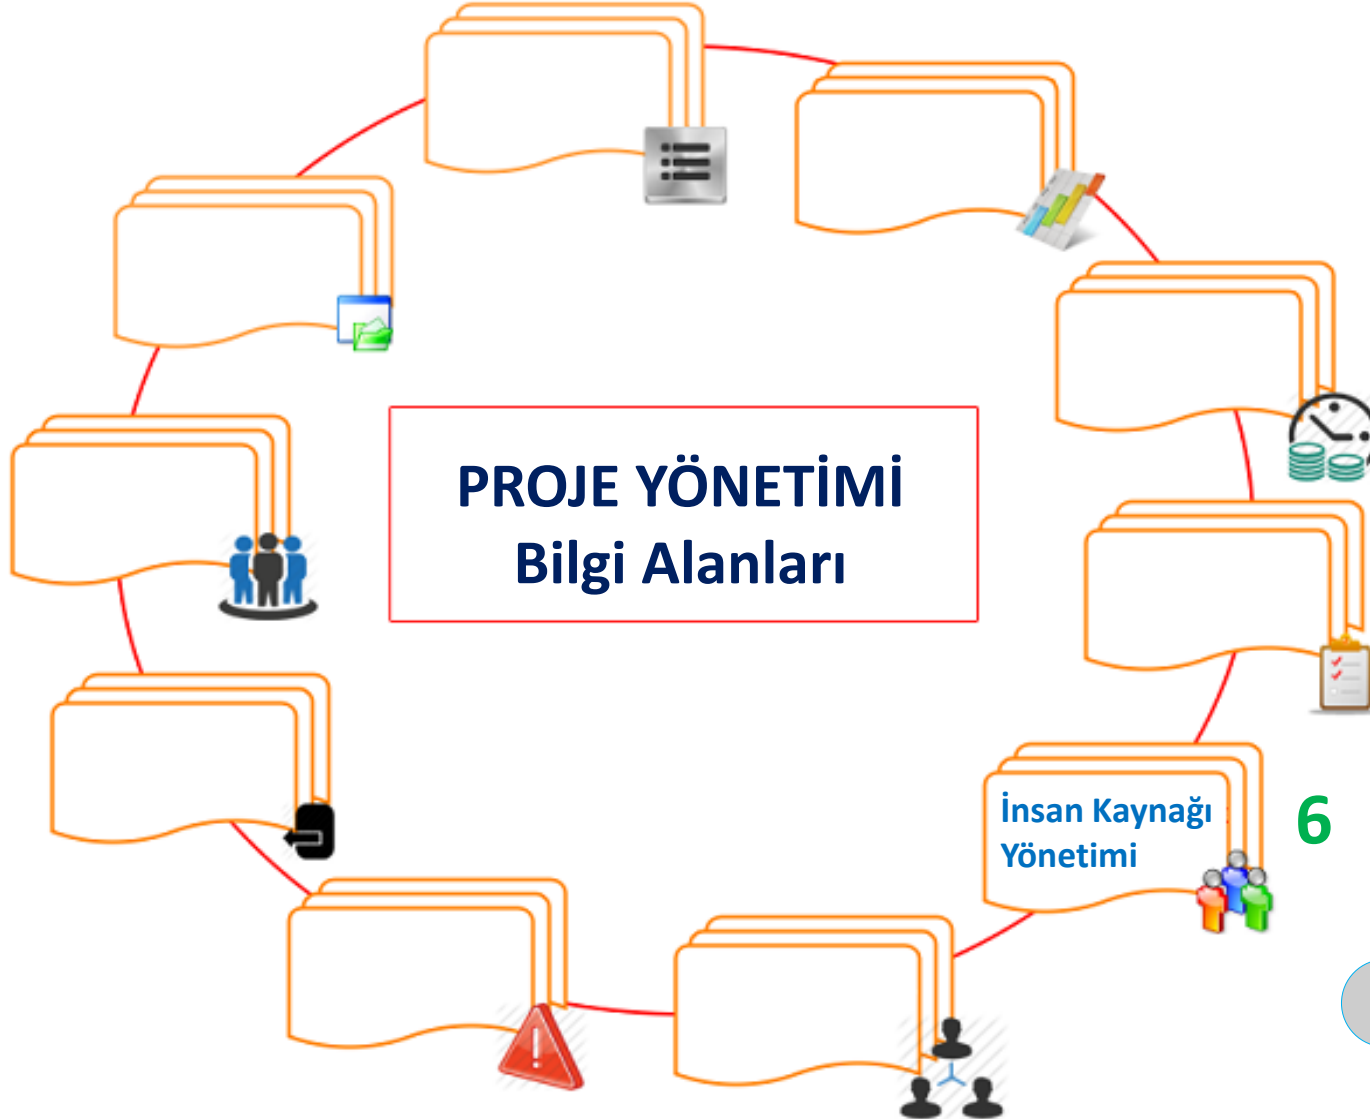 PROJE YÖNETİMİ
Bilgi Alanları
İnsan Kaynağı
Yönetimi
6